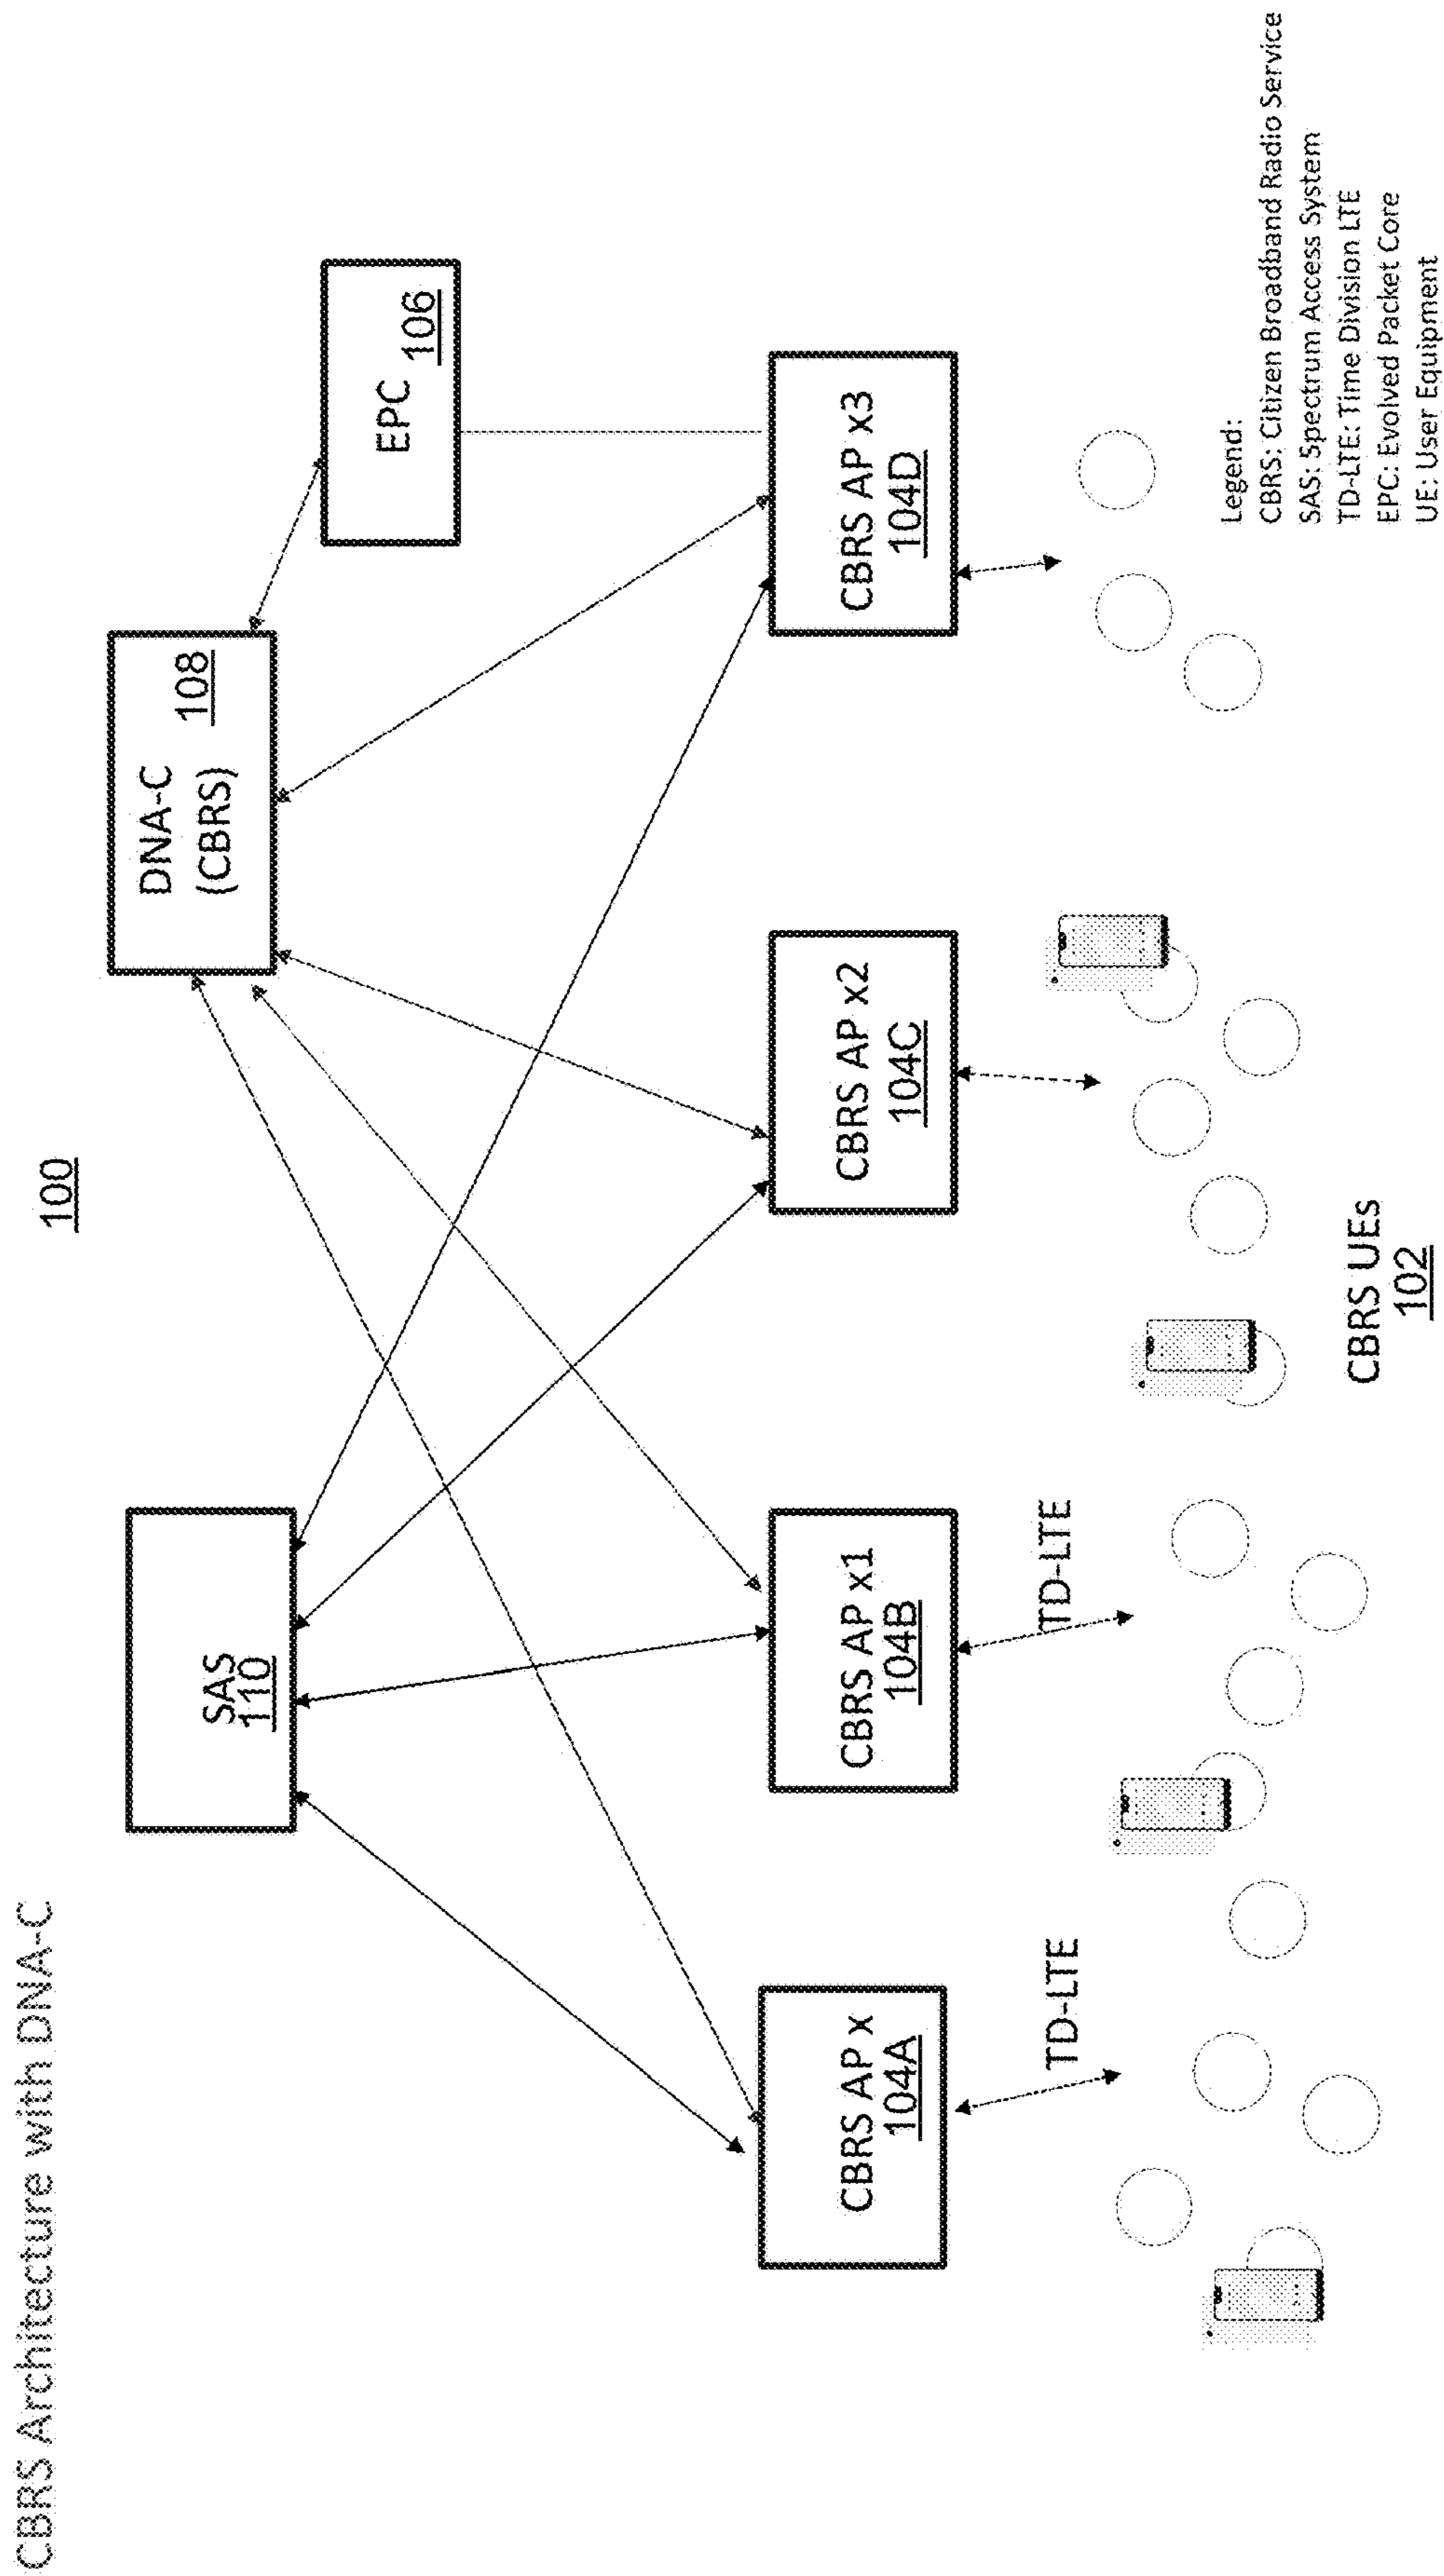 CBRS Architecture with DNA-C
100
SAS
110
DNA-C
(CBRS)
108
EPC
106
CBRS AP x
104A
CBRS AP x1
104B
CBRS AP x2
104C
CBRS AP x3
104D
TD-LTE
TD-LTE
CBRS UEs
102
Legend:
CBRS: Citizen Broadband Radio Service
SAS: Spectrum Access System
TD-LTE: Time Division LTE
EPC: Evolved Packet Core
UE: User Equipment